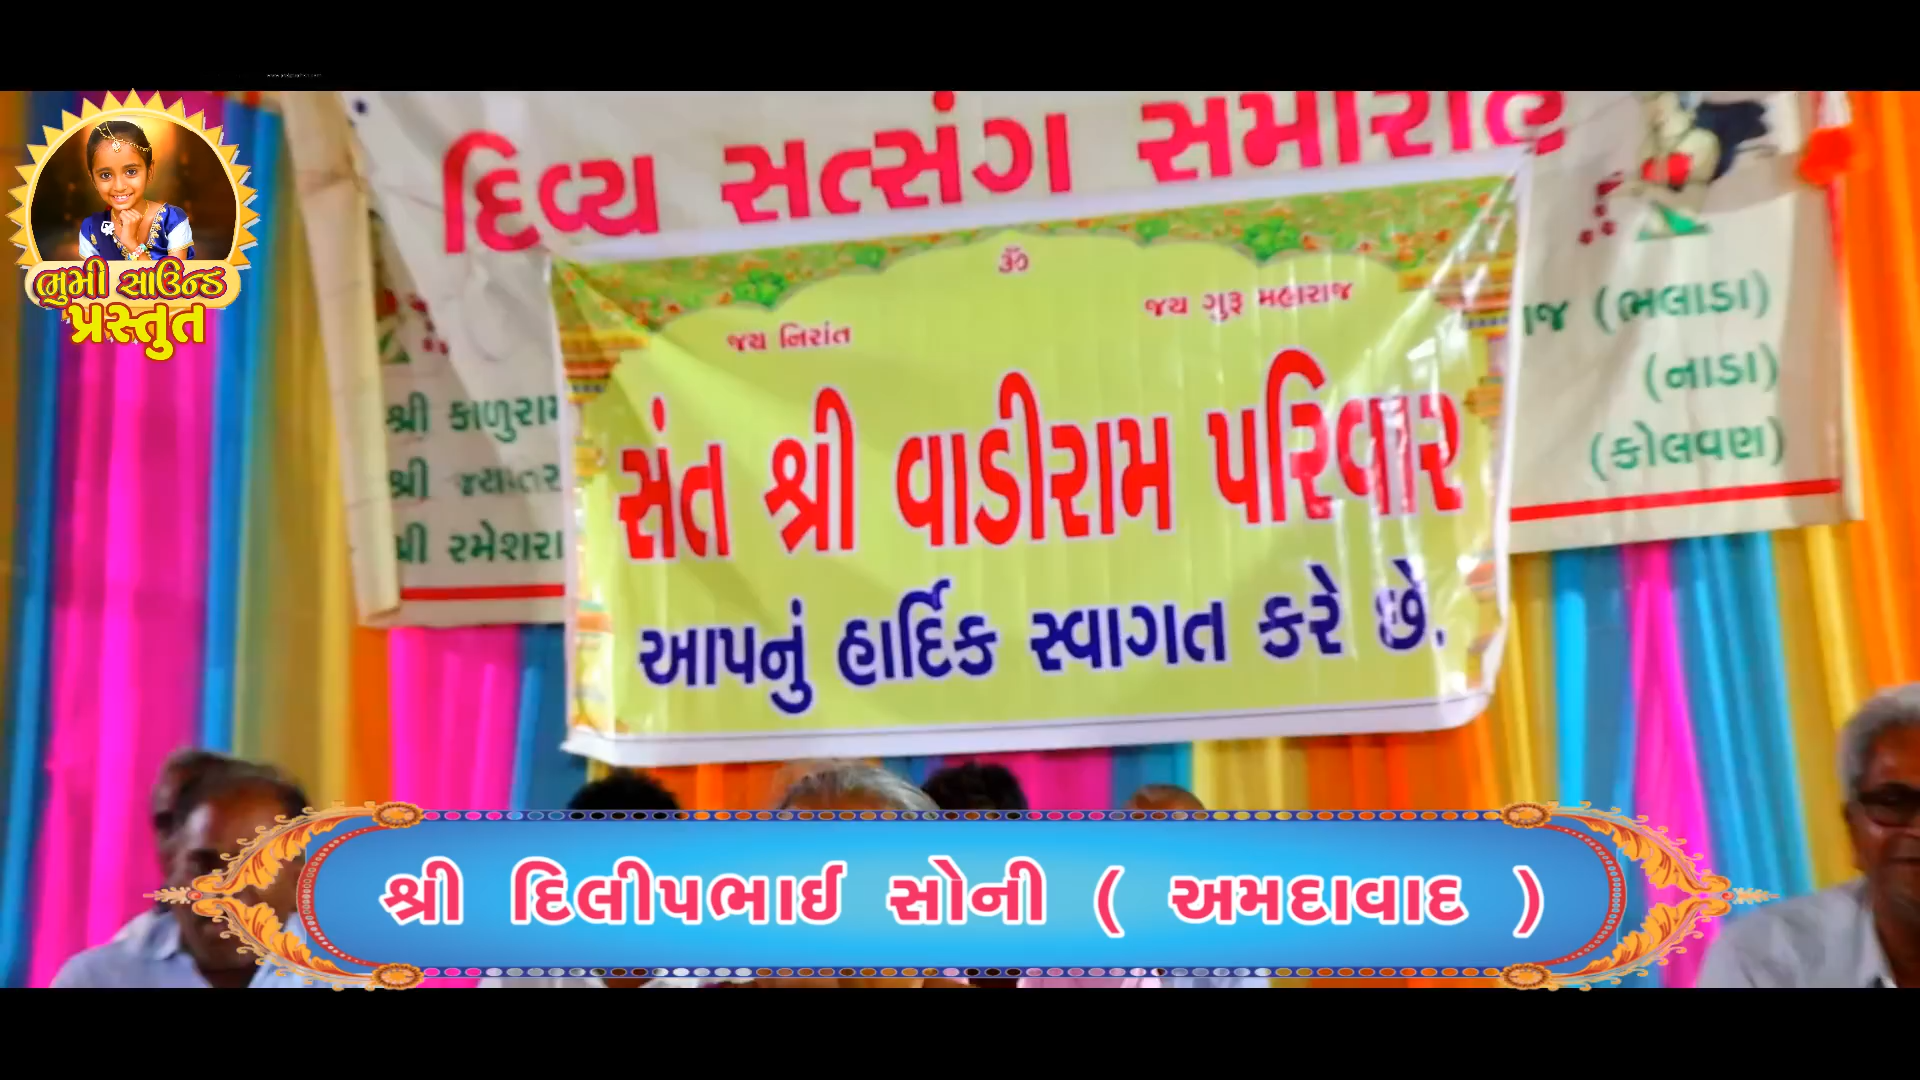 દિવ્ય સત્સંગ સમારોહ
ભુમી સાઉન્ડ
પ્રસ્તુત
ૐ
જય નિરાંત
જય ગુરૂ મહારાજ
સંત શ્રી વાડીરામ પરિવાર
આપનું હાર્દિક સ્વાગત કરે છે.
શ્રી કાળુરામ
શ્રી
શ્રી રમેશરા
જ (ભલાડા)
(નાડા)
(કોલવણ)
શ્રી દિલીપભાઈ સોની ( અમદાવાદ )